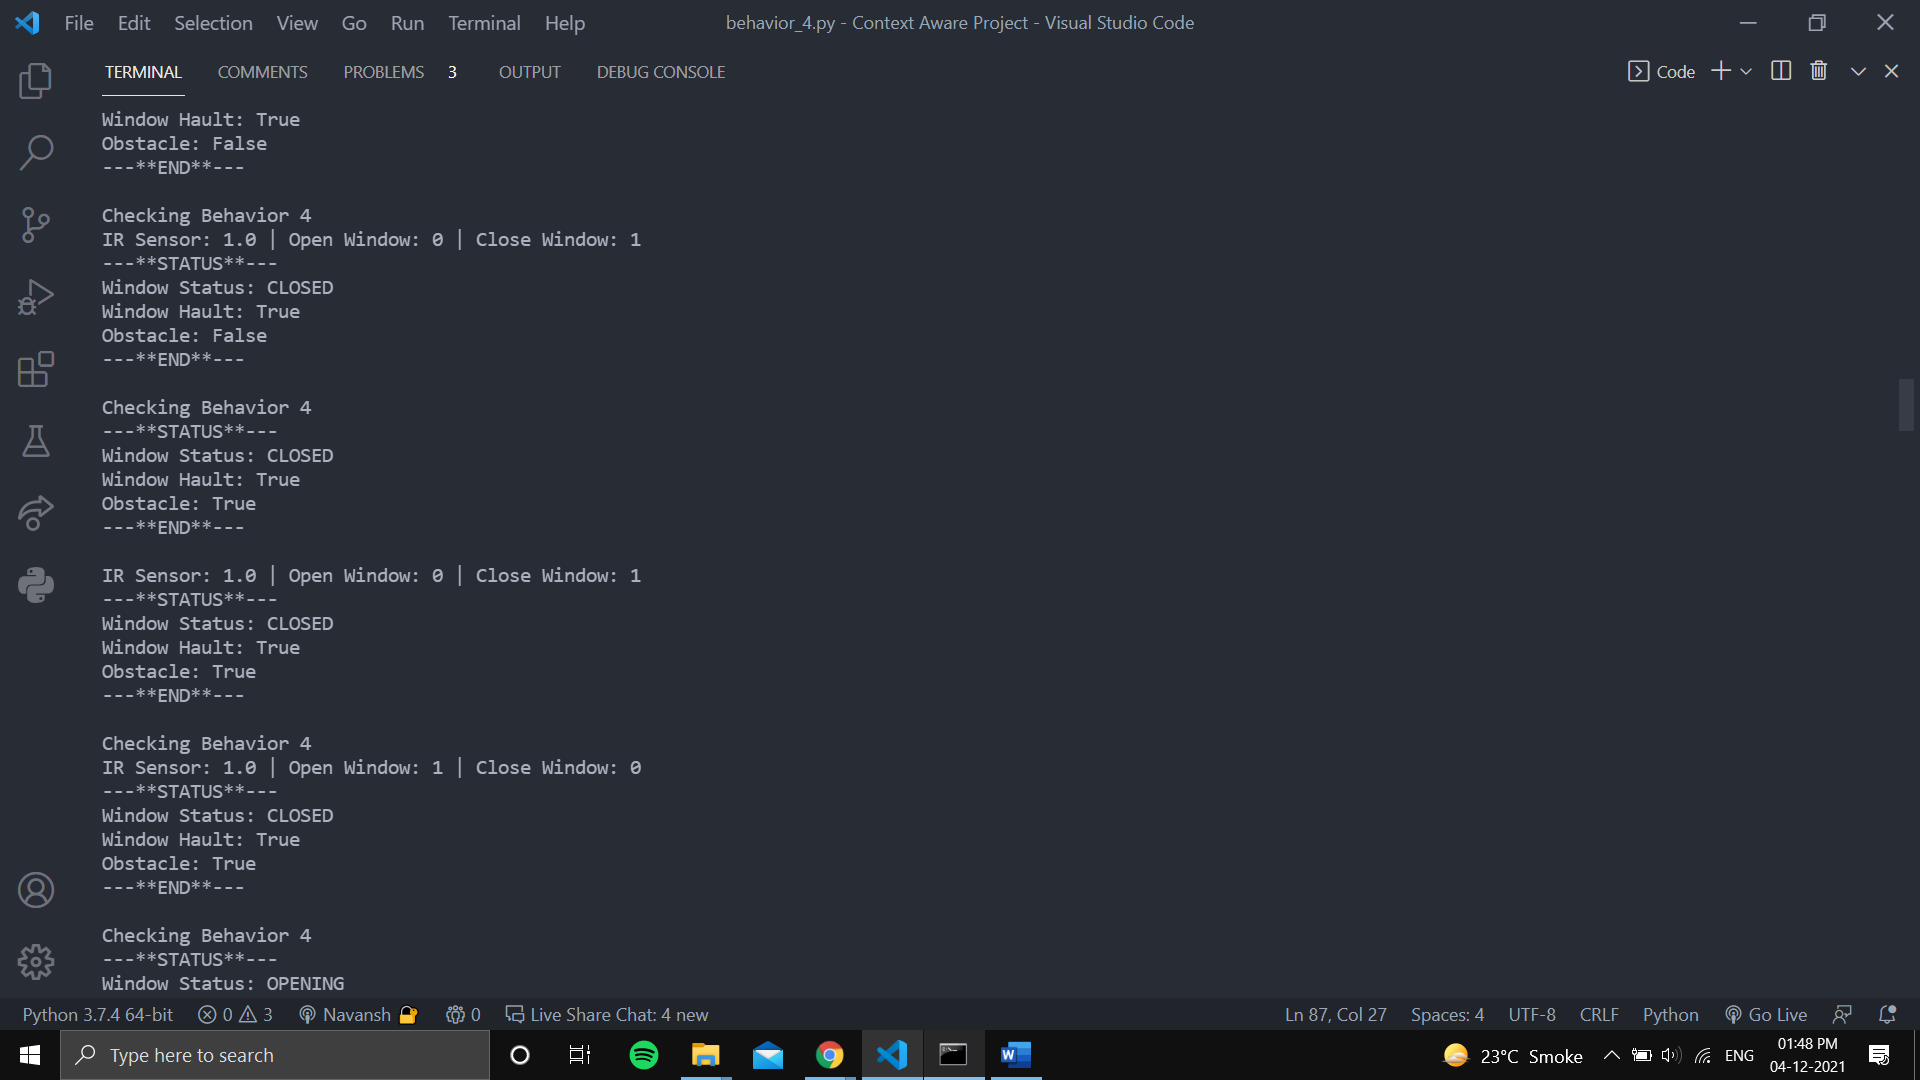 File Edit Selection View Go Run Terminal Help behavior_4.py - Context Aware Project - Visual Studio Code
TERMINAL COMMENTS PROBLEMS 3 OUTPUT DEBUG CONSOLE Code
Window Hault: True
Obstacle: False
---**END**---
Checking Behavior 4
IR Sensor: 1.0 | Open Window: 0 | Close Window: 1
---**STATUS**---
Window Status: CLOSED
Window Hault: True
Obstacle: False
---**END**---
Checking Behavior 4
---**STATUS**---
Window Status: CLOSED
Window Hault: True
Obstacle: True
---**END**---
IR Sensor: 1.0 | Open Window: 0 | Close Window: 1
---**STATUS**---
Window Status: CLOSED
Window Hault: True
Obstacle: True
---**END**---
Checking Behavior 4
IR Sensor: 1.0 | Open Window: 1 | Close Window: 0
---**STATUS**---
Window Status: CLOSED
Window Hault: True
Obstacle: True
---**END**---
Checking Behavior 4
---**STATUS**---
Window Status: OPENING
Python 3.7.4 64-bit 0 3 Navansh 0 Live Share Chat: 4 new Ln 87, Col 27 Spaces: 4 UTF-8 CRLF Python Go Live
Type here to search 23°C Smoke ENG 01:48 PM
04-12-2021